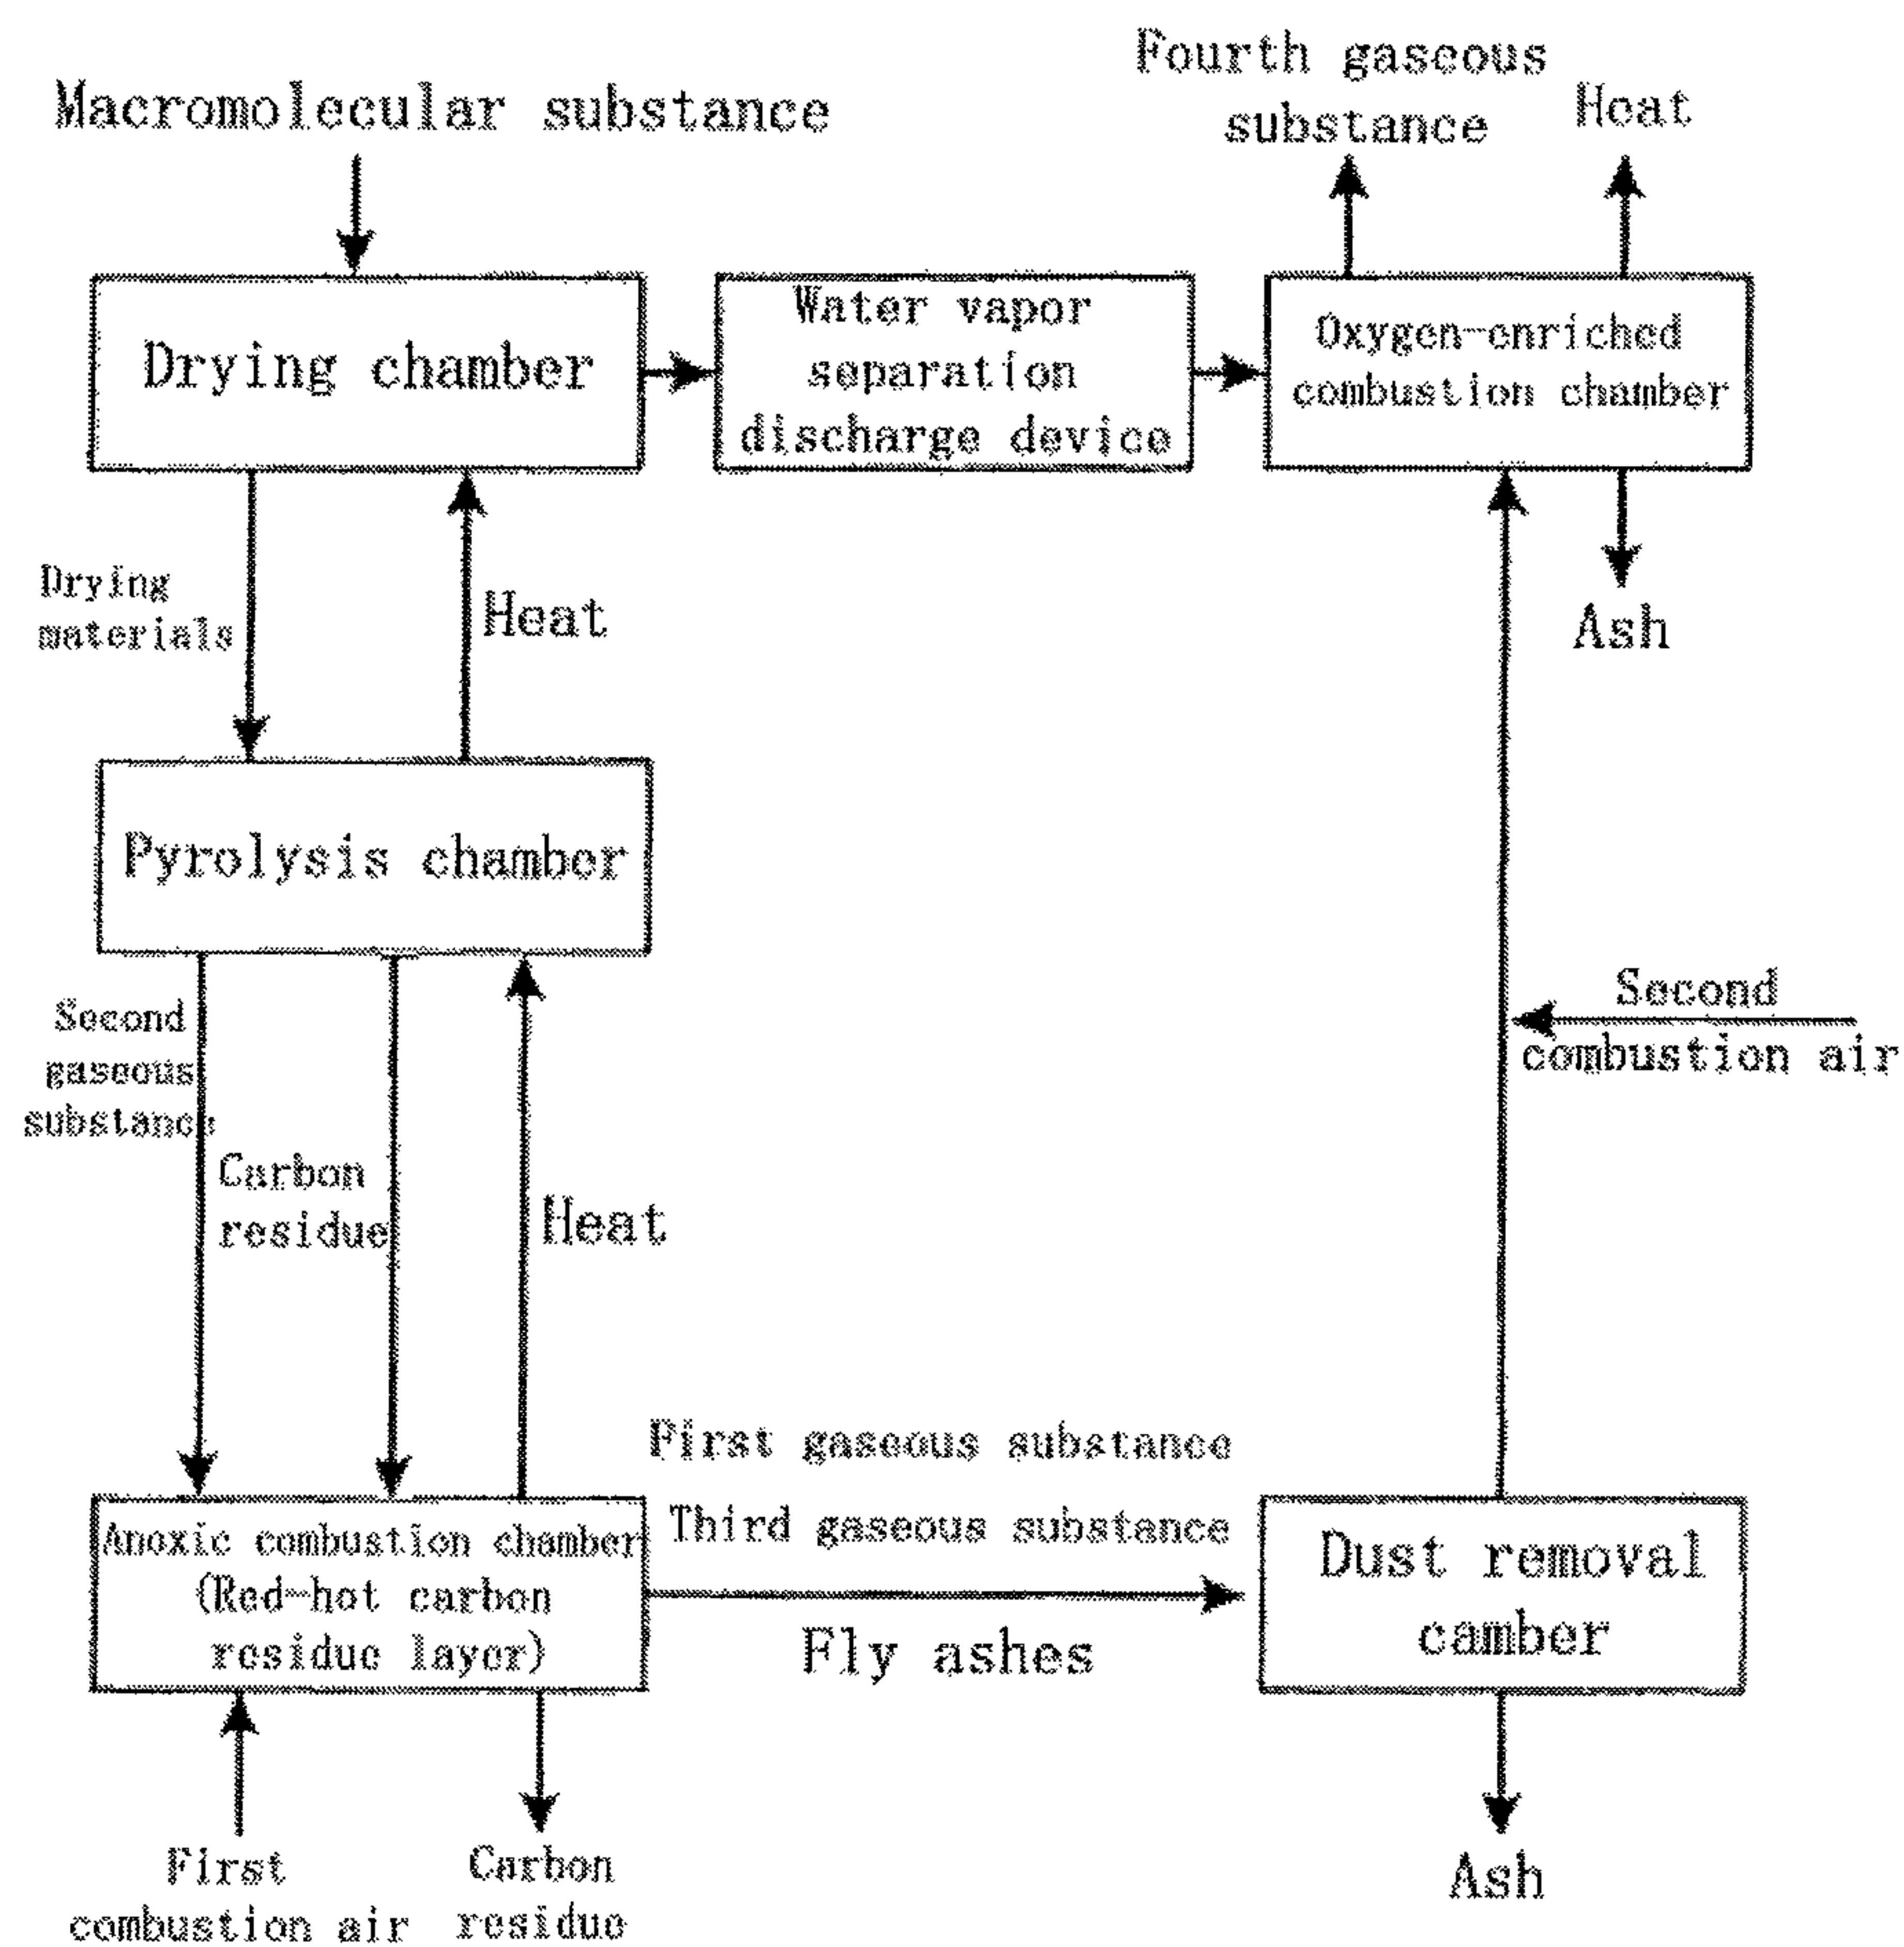 Macromolecular substance
Fourth gaseous
substance
Heat
Drying chamber
Water vapor
separation
discharge device
Oxygen-enriched
combustion chamber
Drying
materials
Heat
Ash
Pyrolysis chamber
Second
gaseous
substance
Carbon
residue
Heat
Second
combustion air
First gaseous substance
Third gaseous substance
Fly ashes
Anoxic combustion chamber
(Red-hot carbon
residue layer)
Dust removal
camber
First
combustion air
Carbon
residue
Ash